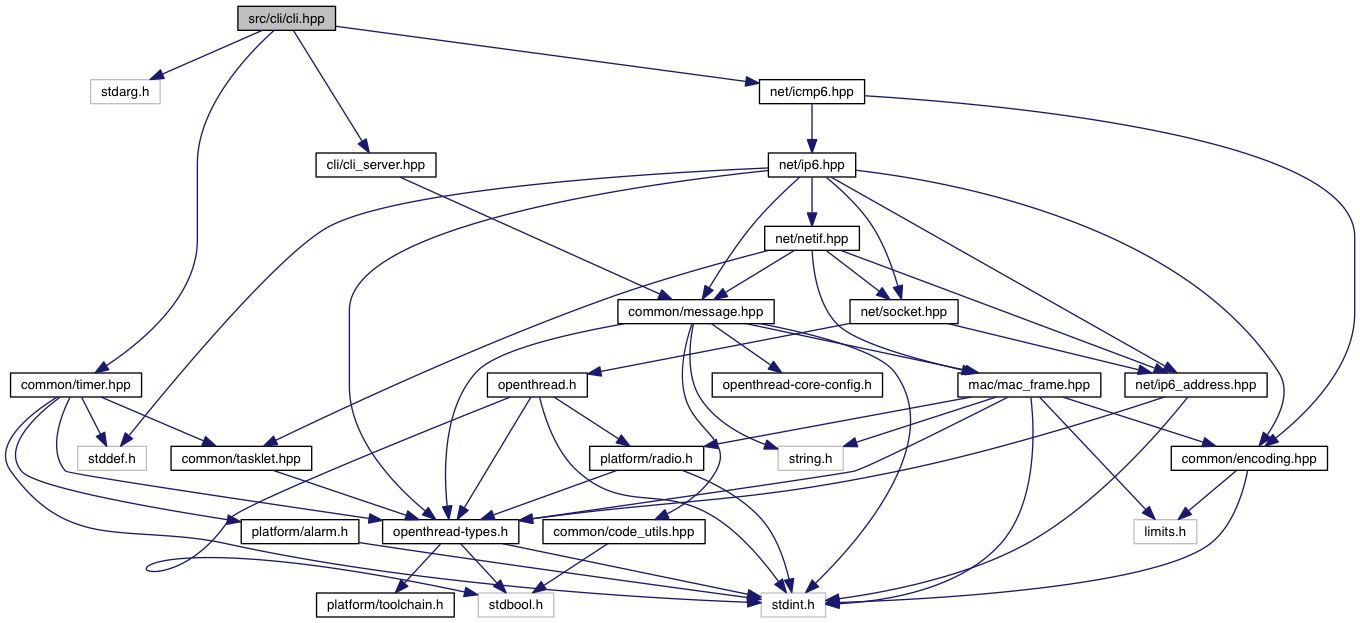 src/cli/cli.hpp
stdarg.h
net/icmp6.hpp
cli/cli_server.hpp
net/ip6.hpp
net/netif.hpp
common/message.hpp
net/socket.hpp
common/timer.hpp
openthread.h
openthread-core-config.h
mac/mac_frame.hpp
net/ip6_address.hpp
stddef.h
common/tasklet.hpp
platform/radio.h
string.h
common/encoding.hpp
platform/alarm.h
openthread-types.h
common/code_utils.hpp
limits.h
platform/toolchain.h
stdbool.h
stdint.h